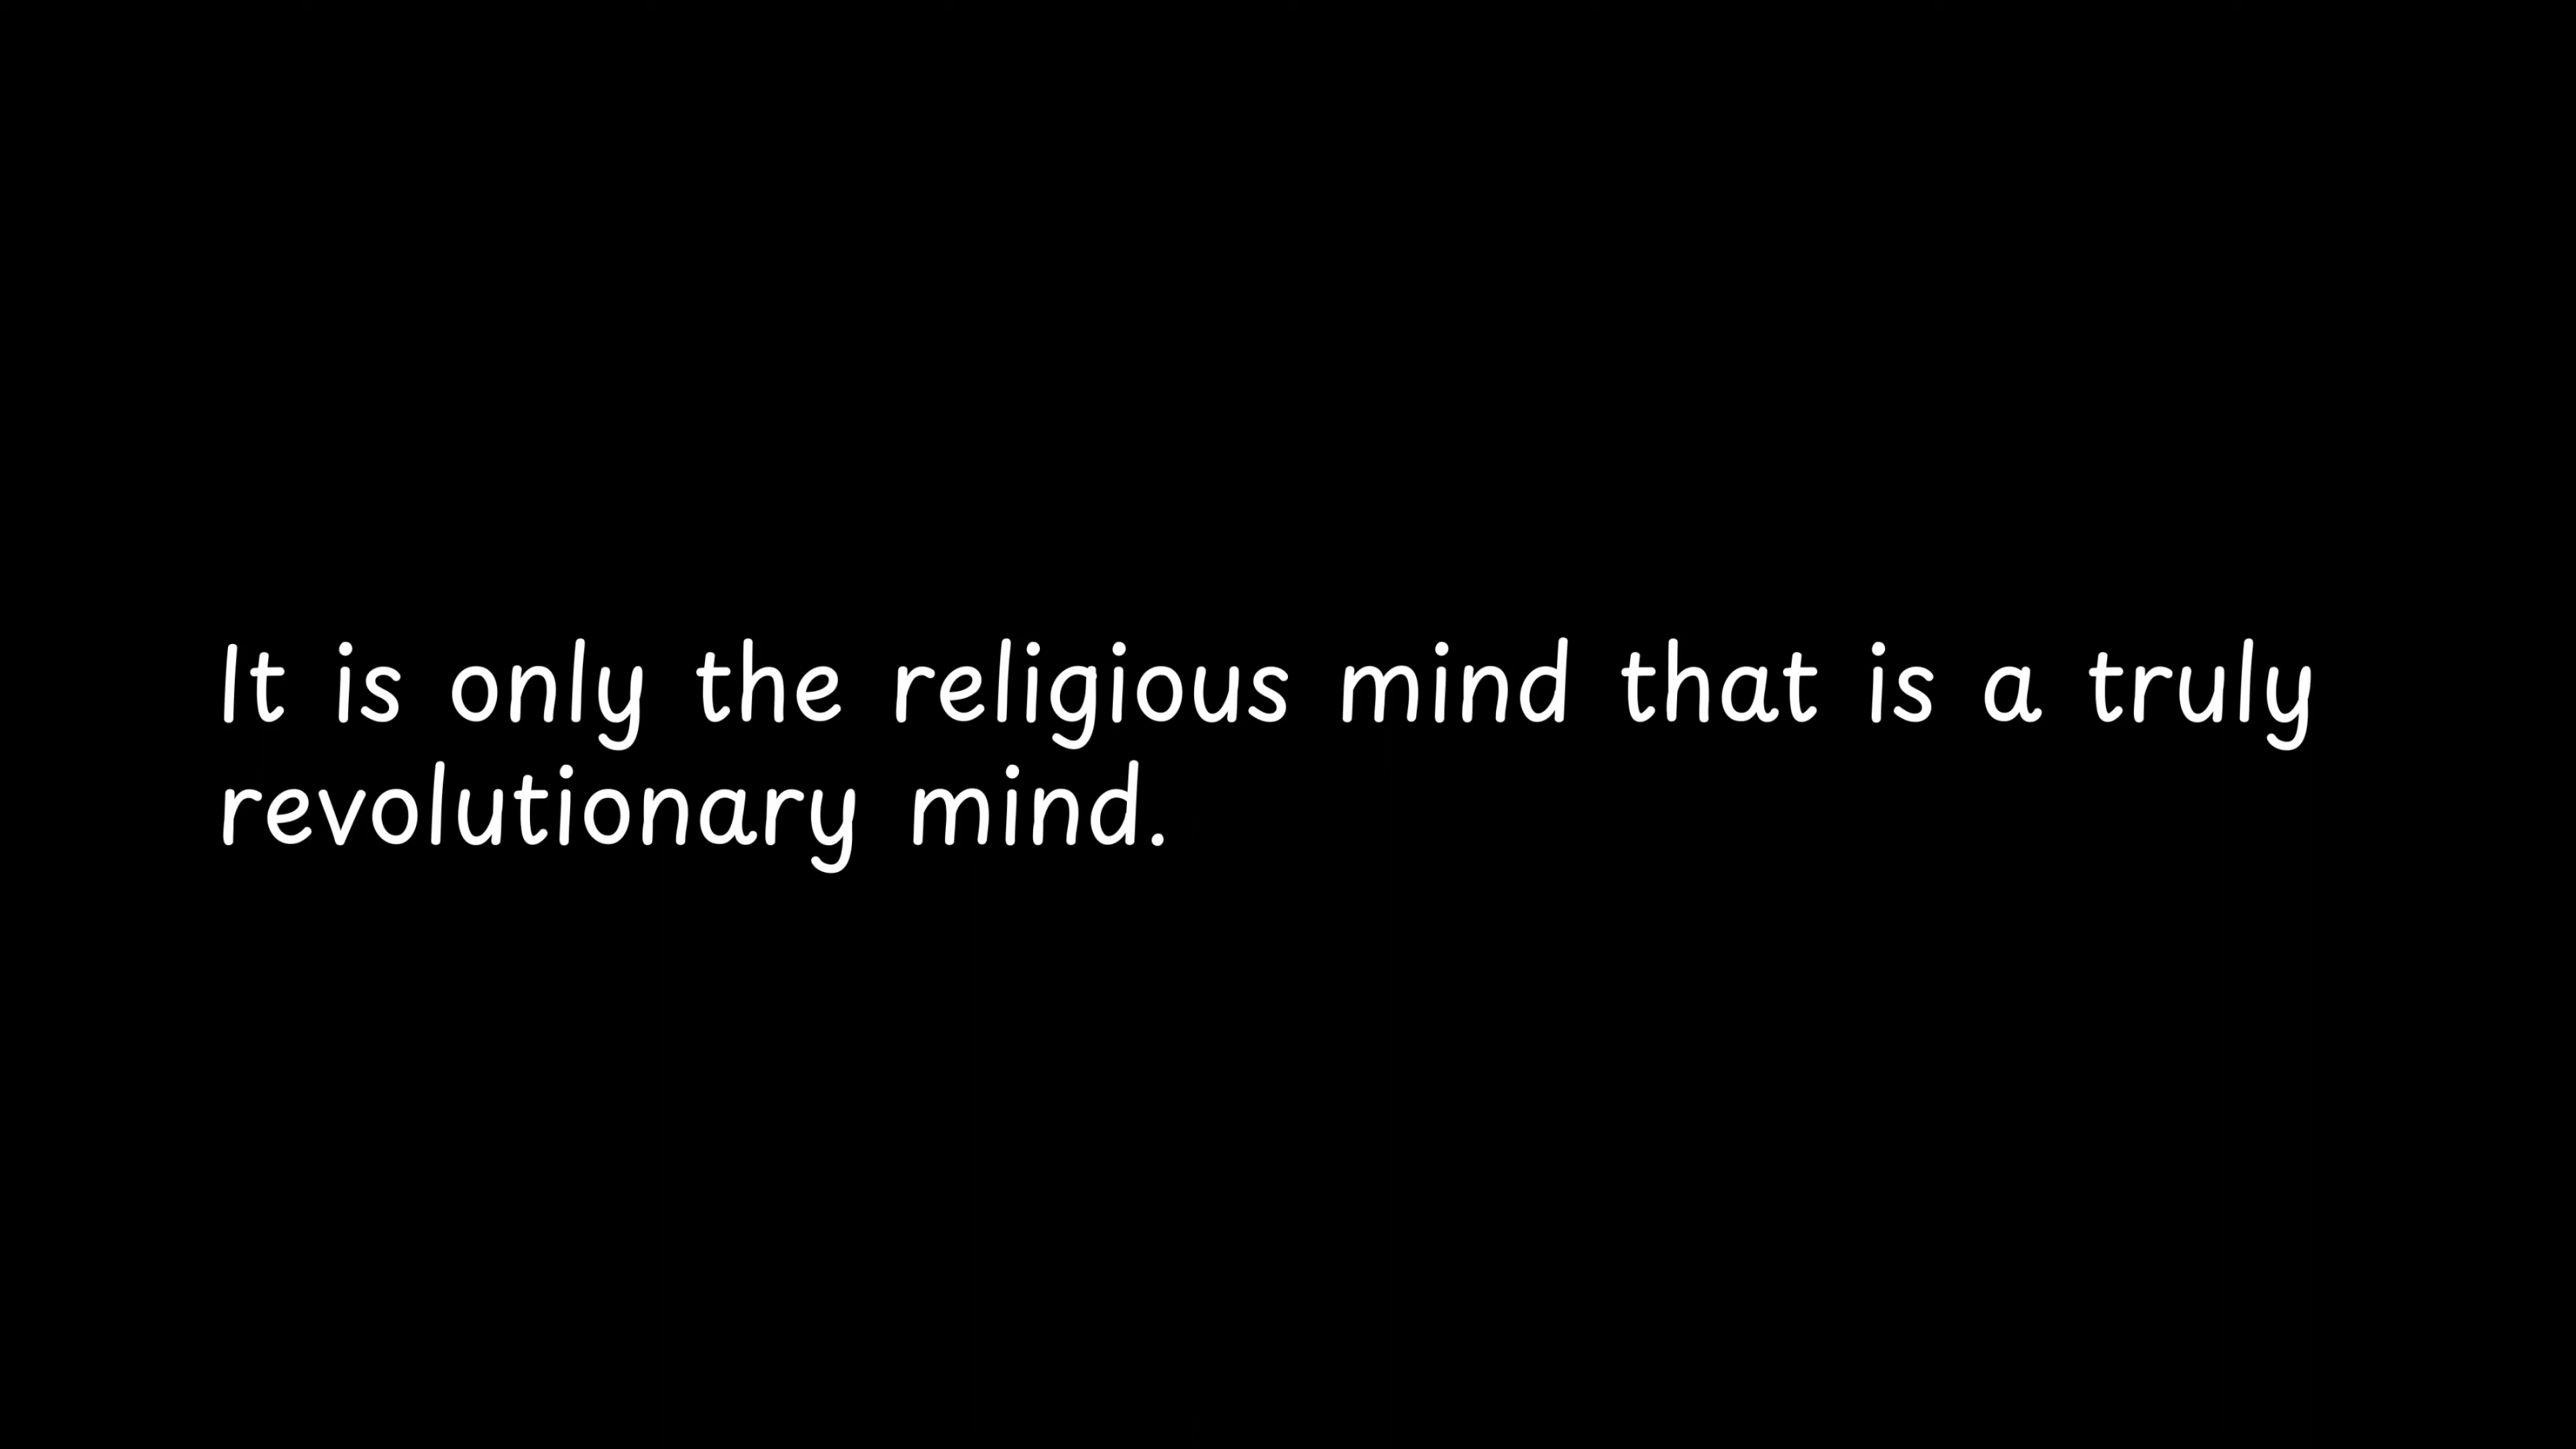 It is only the religious mind that is a truly
revolutionary mind.